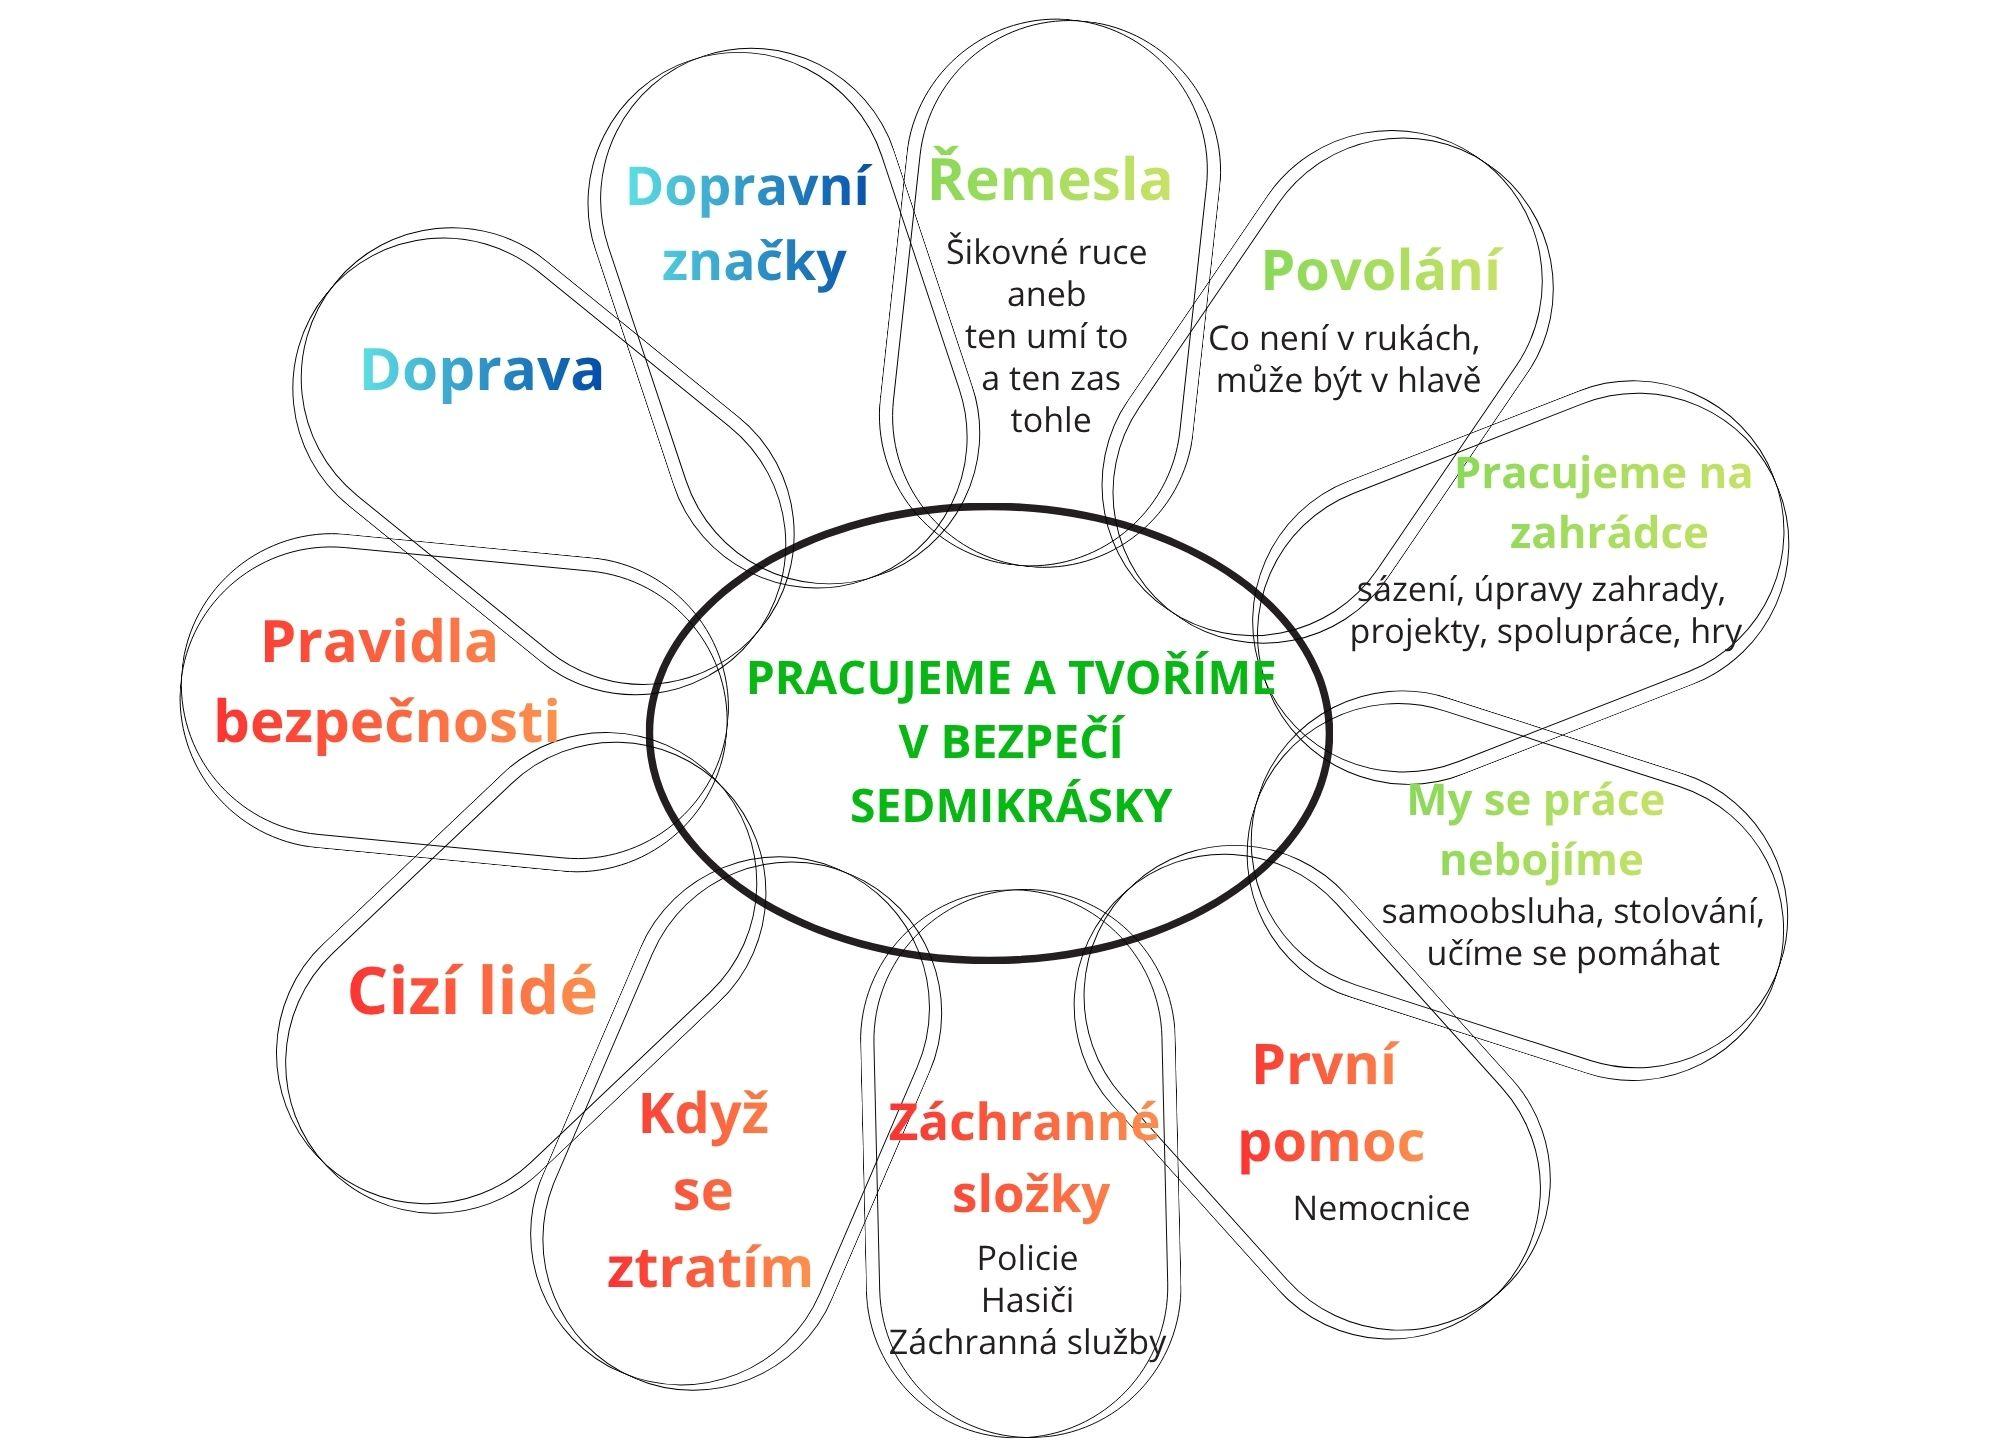 Dopravní
značky
Řemesla
Šikovné ruce
aneb
ten umí to
a ten zas
tohle
Povolání
Co není v rukách,
může být v hlavě
Doprava
Pracujeme na
zahrádce
sázení, úpravy zahrady,
projekty, spolupráce, hry
Pravidla
bezpečnosti
PRACUJEME A TVOŘÍME
V BEZPEČÍ
SEDMIKRÁSKY
My se práce
nebojíme
samoobsluha, stolování,
učíme se pomáhat
Cizí lidé
Když
se
ztratím
Záchranné
složky
Policie
Hasiči
Záchranná služby
První
pomoc
Nemocnice